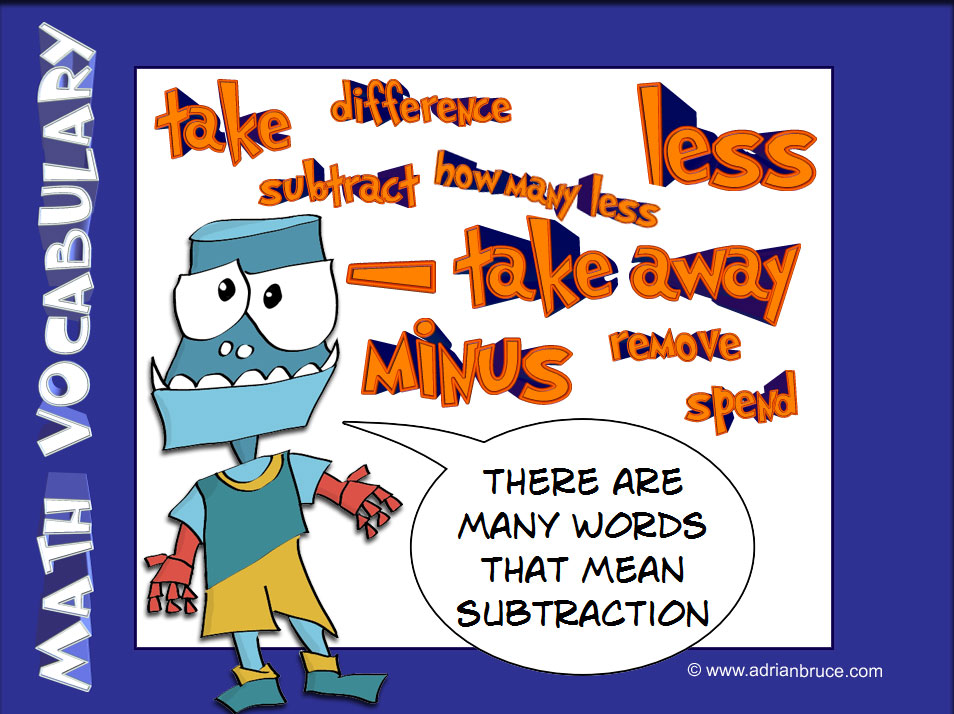 MATH VOCABULARY
take
difference
less
subtract
how many less
–
take away
MINUS
remove
spend
THERE ARE
MANY WORDS
THAT MEAN
SUBTRACTION
© www.adrianbruce.com